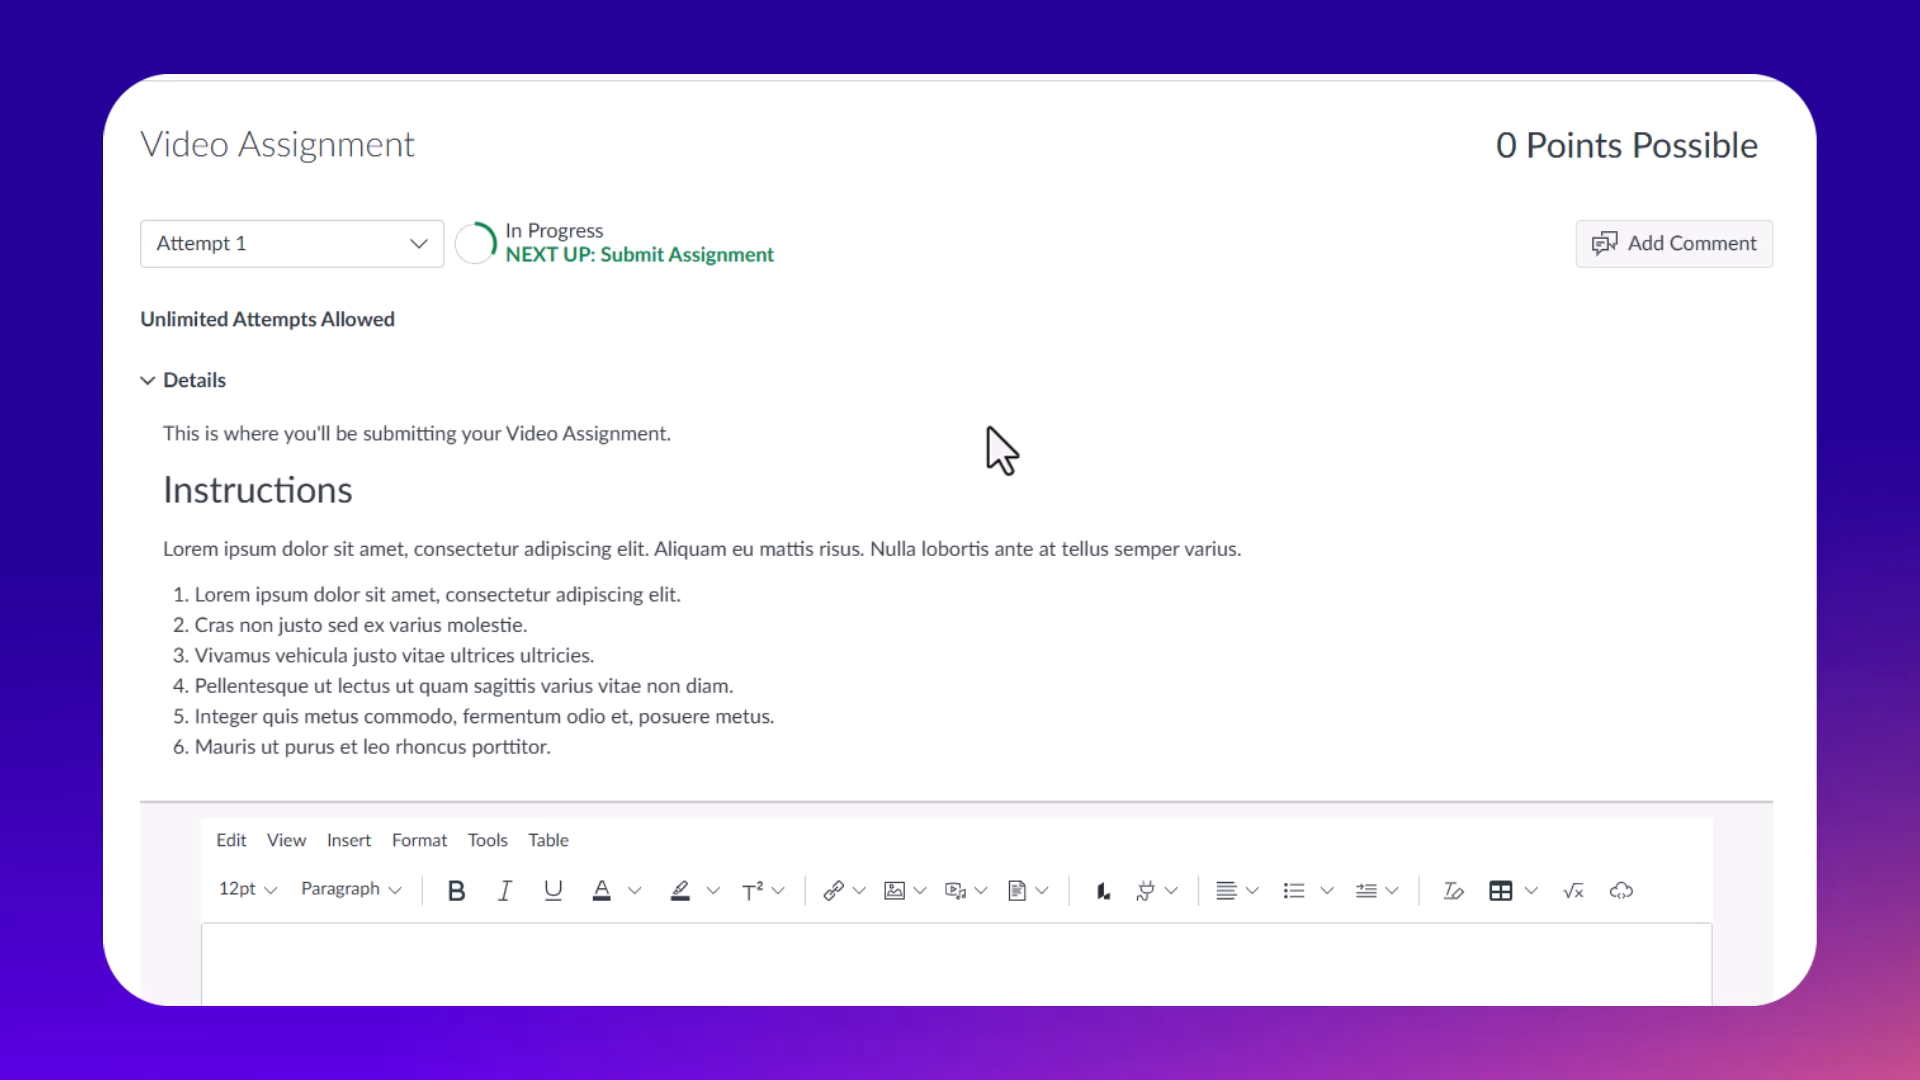 Video Assignment
0 Points Possible
Attempt 1
In Progress
NEXT UP: Submit Assignment
Add Comment
Unlimited Attempts Allowed
Details
This is where you'll be submitting your Video Assignment.
Instructions
Lorem ipsum dolor sit amet, consectetur adipiscing elit. Aliquam eu mattis risus. Nulla lobortis ante at tellus semper varius.
1. Lorem ipsum dolor sit amet, consectetur adipiscing elit.
2. Cras non justo sed ex varius molestie.
3. Vivamus vehicula justo vitae ultrices ultricies.
4. Pellentesque ut lectus ut quam sagittis varius vitae non diam.
5. Integer quis metus commodo, fermentum odio et, posuere metus.
6. Mauris ut purus et leo rhoncus porttitor.
Edit View Insert Format Tools Table
12pt Paragraph